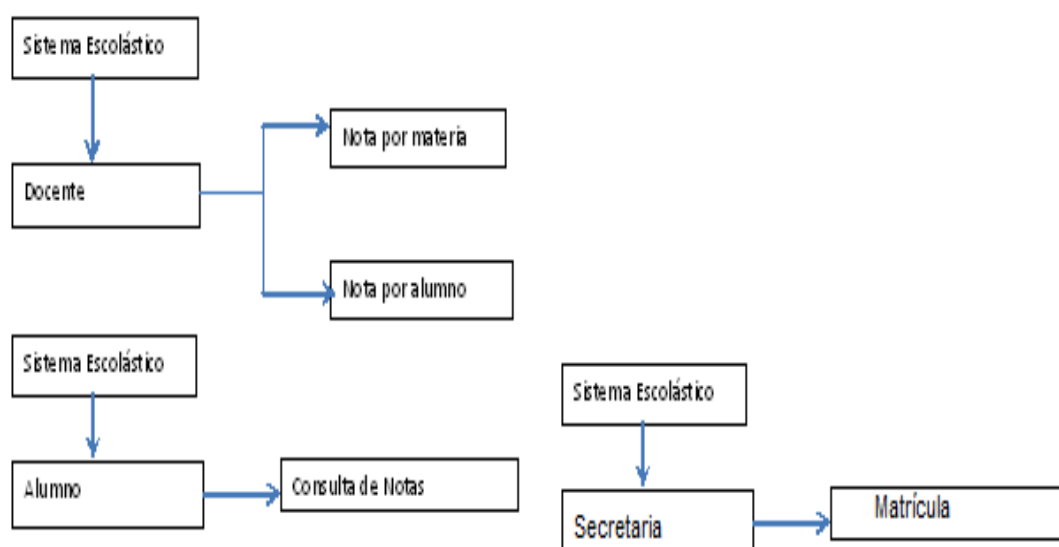 Sistema Escolástico
Nota por materia
Docente
Nota por alumno
Sistema Escolástico
Alumno
Consulta de Notas
Sistema Escolástico
Secretaria
Matrícula